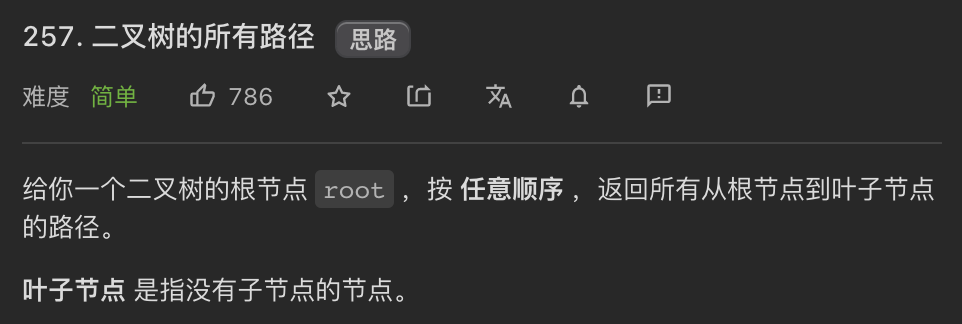 257. 二叉树的所有路径 思路
难度 简单 786
给你一个二叉树的根节点 root ，按 任意顺序 ，返回所有从根节点到叶子节点
的路径。
叶子节点 是指没有子节点的节点。